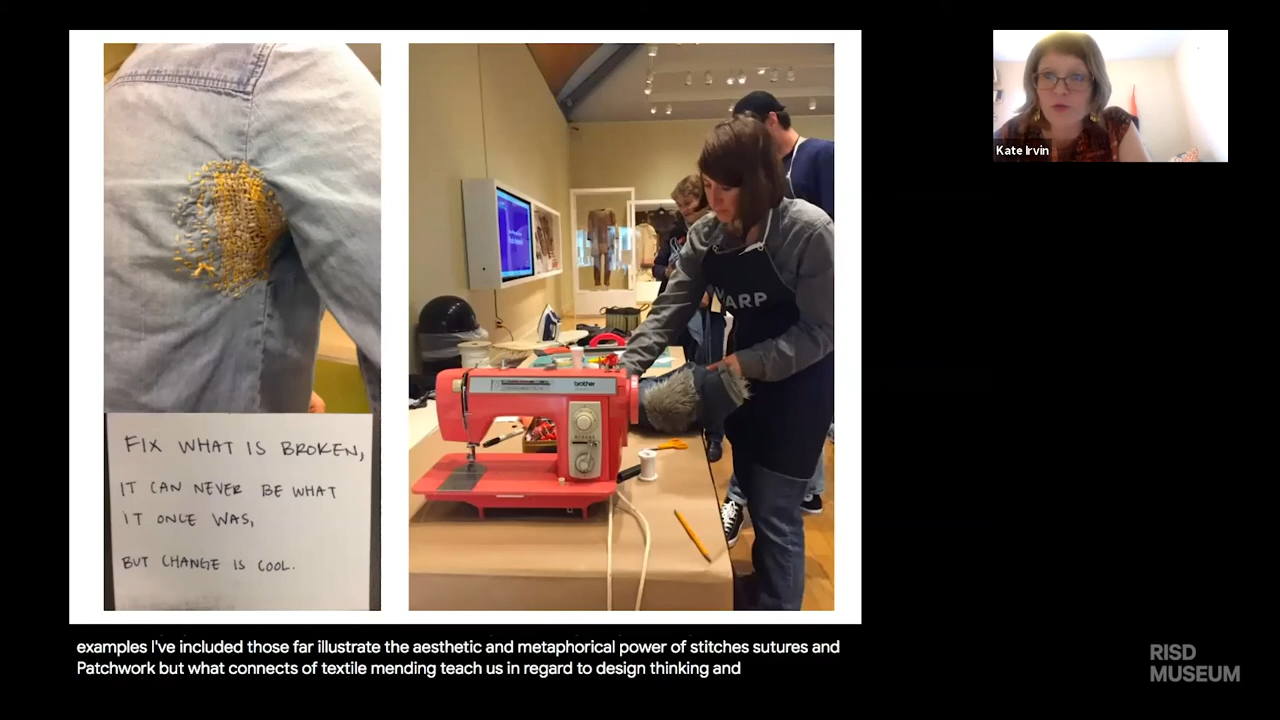 Kate Irvin
ARP
brother
FIX WHAT IS BROKEN,
IT CAN NEVER BE WHAT
IT ONCE WAS,
BUT CHANGE IS COOL.
examples I've included those far illustrate the aesthetic and metaphorical power of stitches sutures and
Patchwork but what connects of textile mending teach us in regard to design thinking and
RISD
MUSEUM